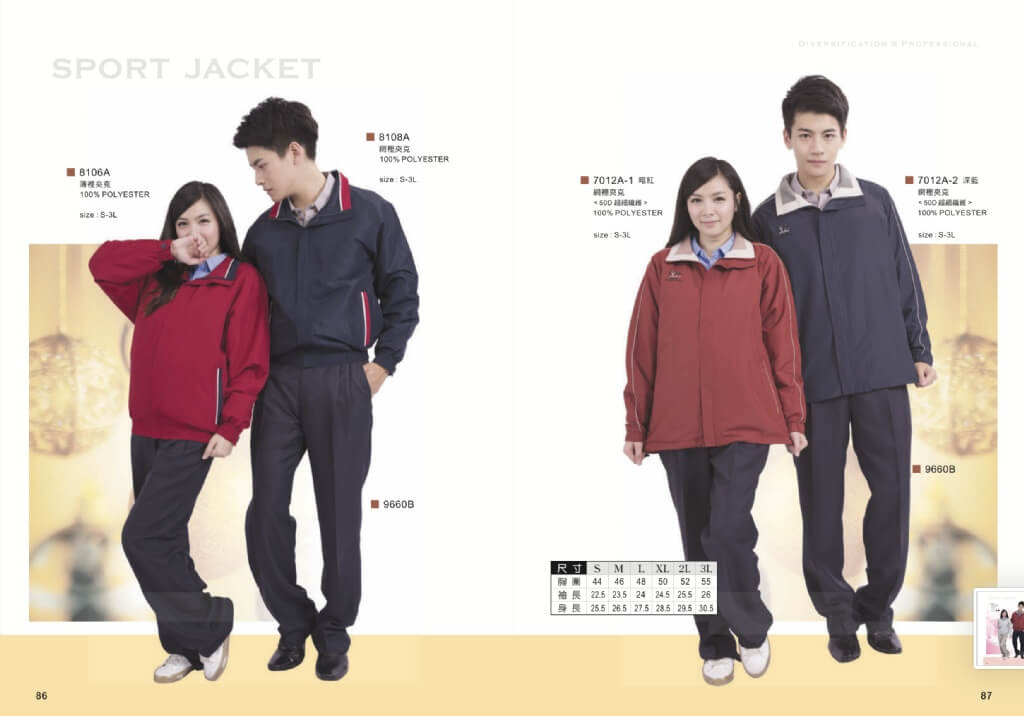 SPORT JACKET
8106A
薄裡夾克
100% POLYESTER
size : S-3L
8108A
網裡夾克
100% POLYESTER
size : S-3L
9660B
86
DIVERSIFICATION & PROFESSIONAL
7012A-1 暗紅
網裡夾克
< 50D 超細纖維 >
100% POLYESTER
size : S-3L
7012A-2 深藍
網裡夾克
< 50D 超細纖維 >
100% POLYESTER
size : S-3L
9660B
尺寸 S M L XL 2L 3L
胸圍 44 46 48 50 52 55
袖長 22.5 23.5 24 24.5 25.5 26
身長 25.5 26.5 27.5 28.5 29.5 30.5
87